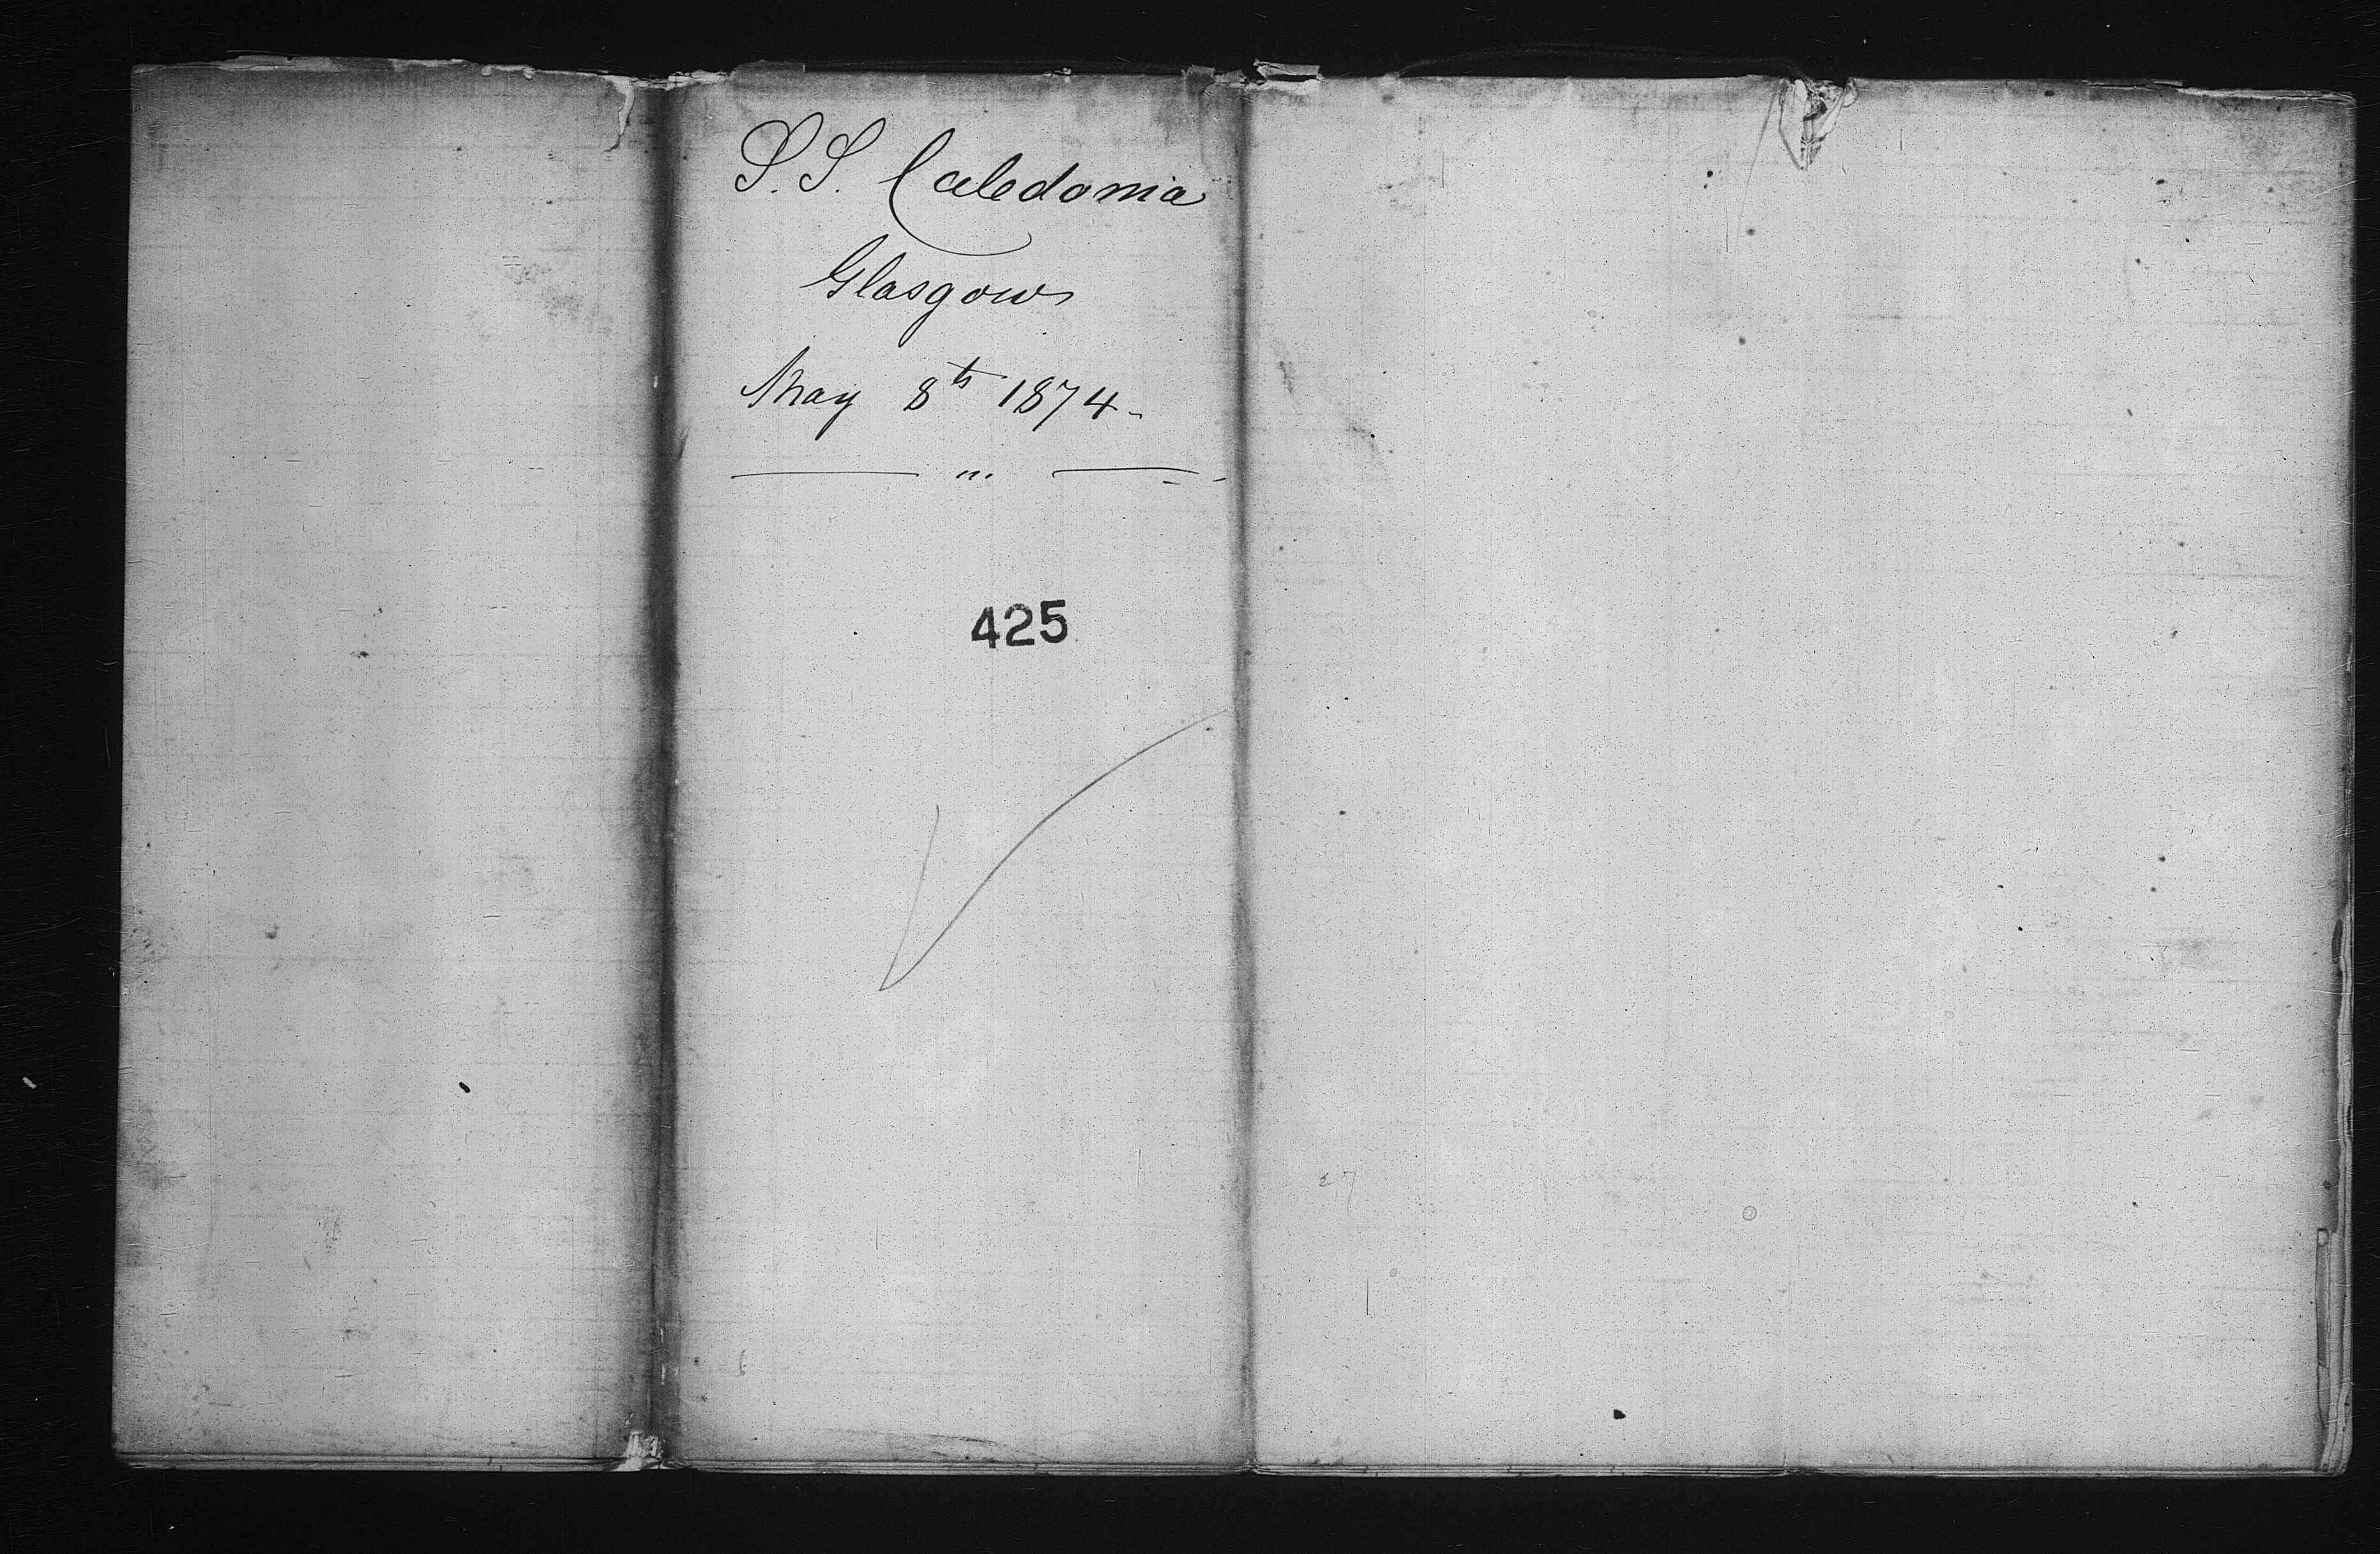 S.S. Caledonia
Glasgow
May 8th 1874-
425